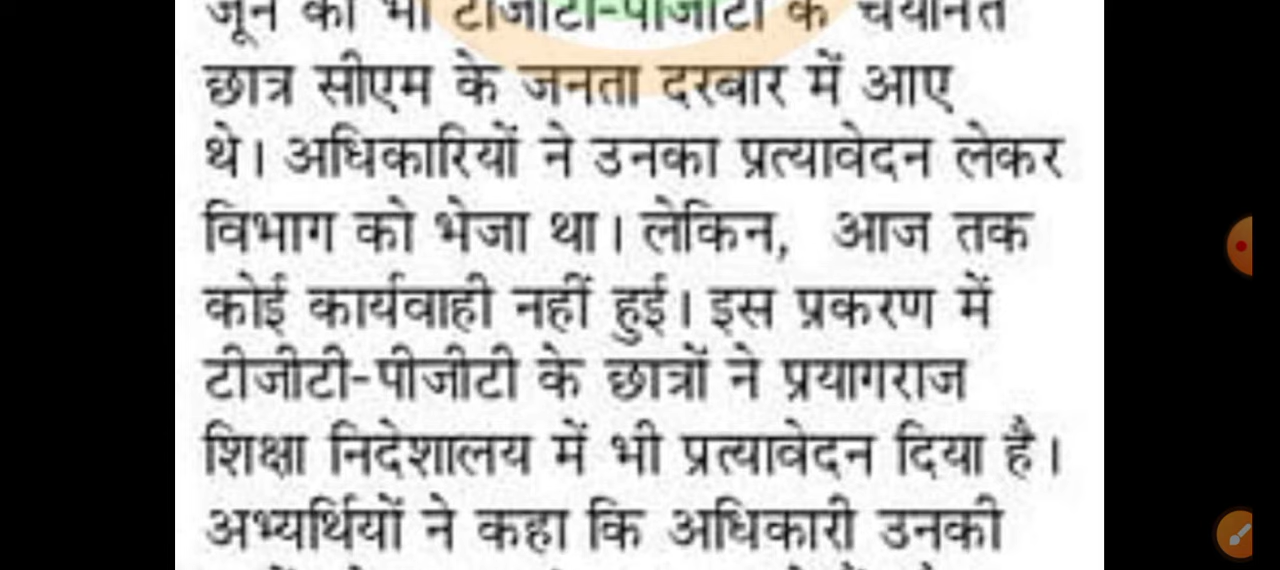 जून को भी टीजीटी-पीजीटी के चयनित
छात्र सीएम के जनता दरबार में आए
थे। अधिकारियों ने उनका प्रत्यावेदन लेकर
विभाग को भेजा था। लेकिन, आज तक
कोई कार्यवाही नहीं हुई। इस प्रकरण में
टीजीटी-पीजीटी के छात्रों ने प्रयागराज
शिक्षा निदेशालय में भी प्रत्यावेदन दिया है।
अभ्यर्थियों ने कहा कि अधिकारी उनकी